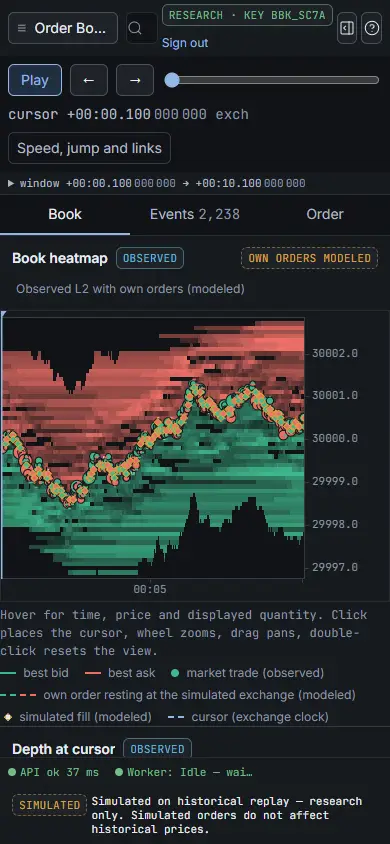 ≡ Order Bo…
RESEARCH · KEY BBK_SC7A
Sign out
Play
←
→
cursor +00:00.100 000 000 exch
Speed, jump and links
▶ window +00:00.100 000 000 → +00:10.100 000 000
Book
Events 2,238
Order
Book heatmap
OBSERVED
OWN ORDERS MODELED
Observed L2 with own orders (modeled)
30002.0
30001.0
30000.0
29999.0
29998.0
29997.0
00:05
Hover for time, price and displayed quantity. Click
places the cursor, wheel zooms, drag pans, double-
click resets the view.
best bid
best ask
market trade (observed)
own order resting at the simulated exchange (modeled)
simulated fill (modeled)
cursor (exchange clock)
Depth at cursor
OBSERVED
API ok 37 ms
Worker: Idle — wai…
SIMULATED
Simulated on historical replay — research
only. Simulated orders do not affect
historical prices.